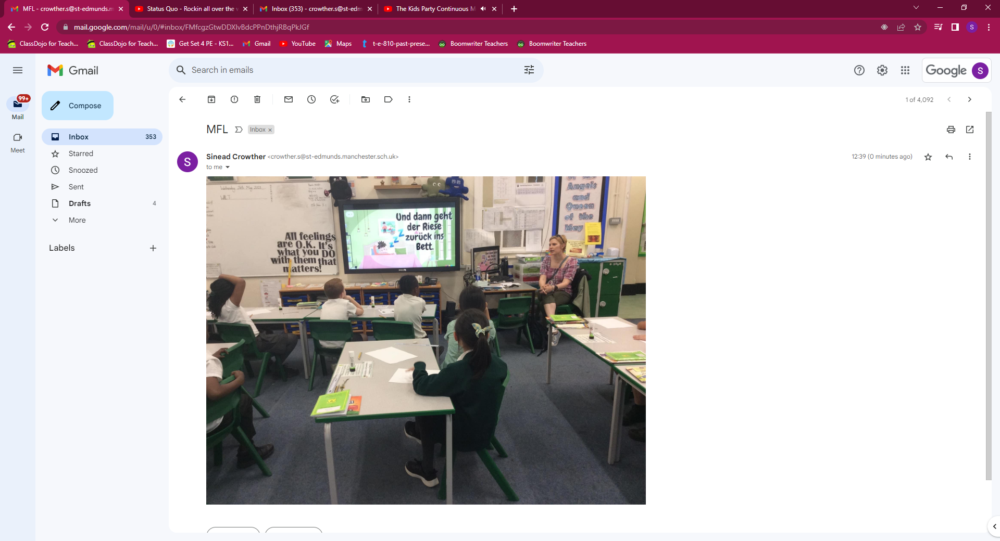 MFL - crowther.s@st-edmunds.m
Status Quo - Rockin all over the
Inbox (353) - crowther.s@st-edm
The Kids Party Continuous M
mail.google.com/mail/u/0/#inbox/FMfcgzGtwDDXlvBdcPPnDthjRBqPkJGf
S
ClassDojo for Teach...
ClassDojo for Teach...
Get Set 4 PE - KS1...
Gmail
YouTube
Maps
t-e-810-past-prese...
Boomwriter Teachers
Boomwriter Teachers
Gmail
Search in emails
Google
S
99+
Mail
Meet
Compose
Inbox 353
Starred
Snoozed
Sent
Drafts 4
More
Labels
1 of 4,092
MFL
Inbox ×
S
Sinead Crowther <crowther.s@st-edmunds.manchester.sch.uk>
12:39 (0 minutes ago)
to me
Wednesday 24th May 2023
All feelings
are O.K. It's
what you DO
with them that
matters!
Und dann geht
der Riese
zurück ins
Bett.
Angels
and
Queen
of the
May